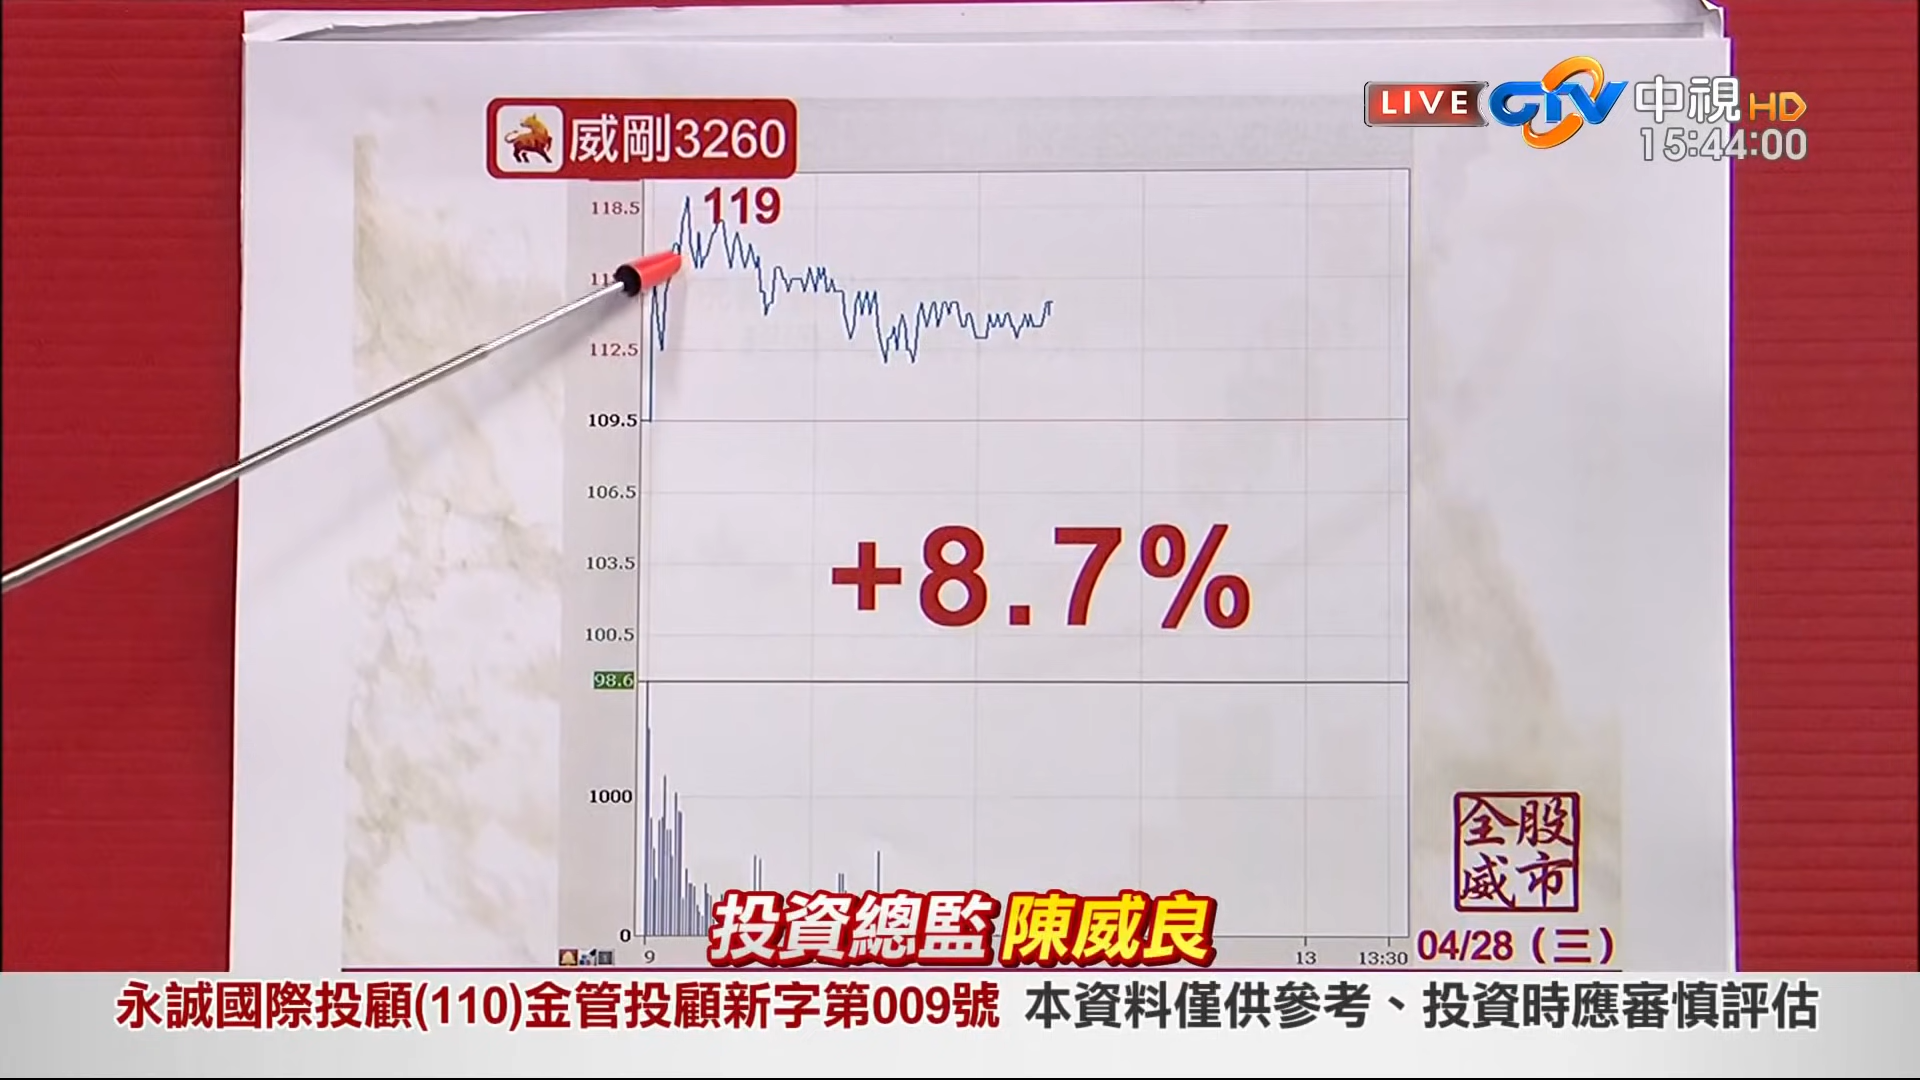 LIVE CTV 中視HD
15:44:00
威剛3260
119
118.5
112.5
109.5
106.5
103.5
+8.7%
100.5
98.6
1000
0
9
13
13:30
全股
威市
04/28（三）
投資總監 陳威良
永誠國際投顧(110)金管投顧新字第009號 本資料僅供參考、投資時應審慎評估